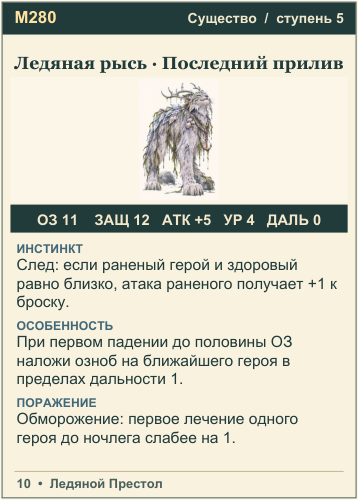 M280
Существо / ступень 5
Ледяная рысь · Последний прилив
ОЗ 11 ЗАЩ 12 АТК +5 УР 4 ДАЛЬ 0
ИНСТИНКТ
След: если раненый герой и здоровый
равно близко, атака раненого получает +1 к
броску.
ОСОБЕННОСТЬ
При первом падении до половины ОЗ
наложи озноб на ближайшего героя в
пределах дальности 1.
ПОРАЖЕНИЕ
Обморожение: первое лечение одного
героя до ночлега слабее на 1.
10 • Ледяной Престол